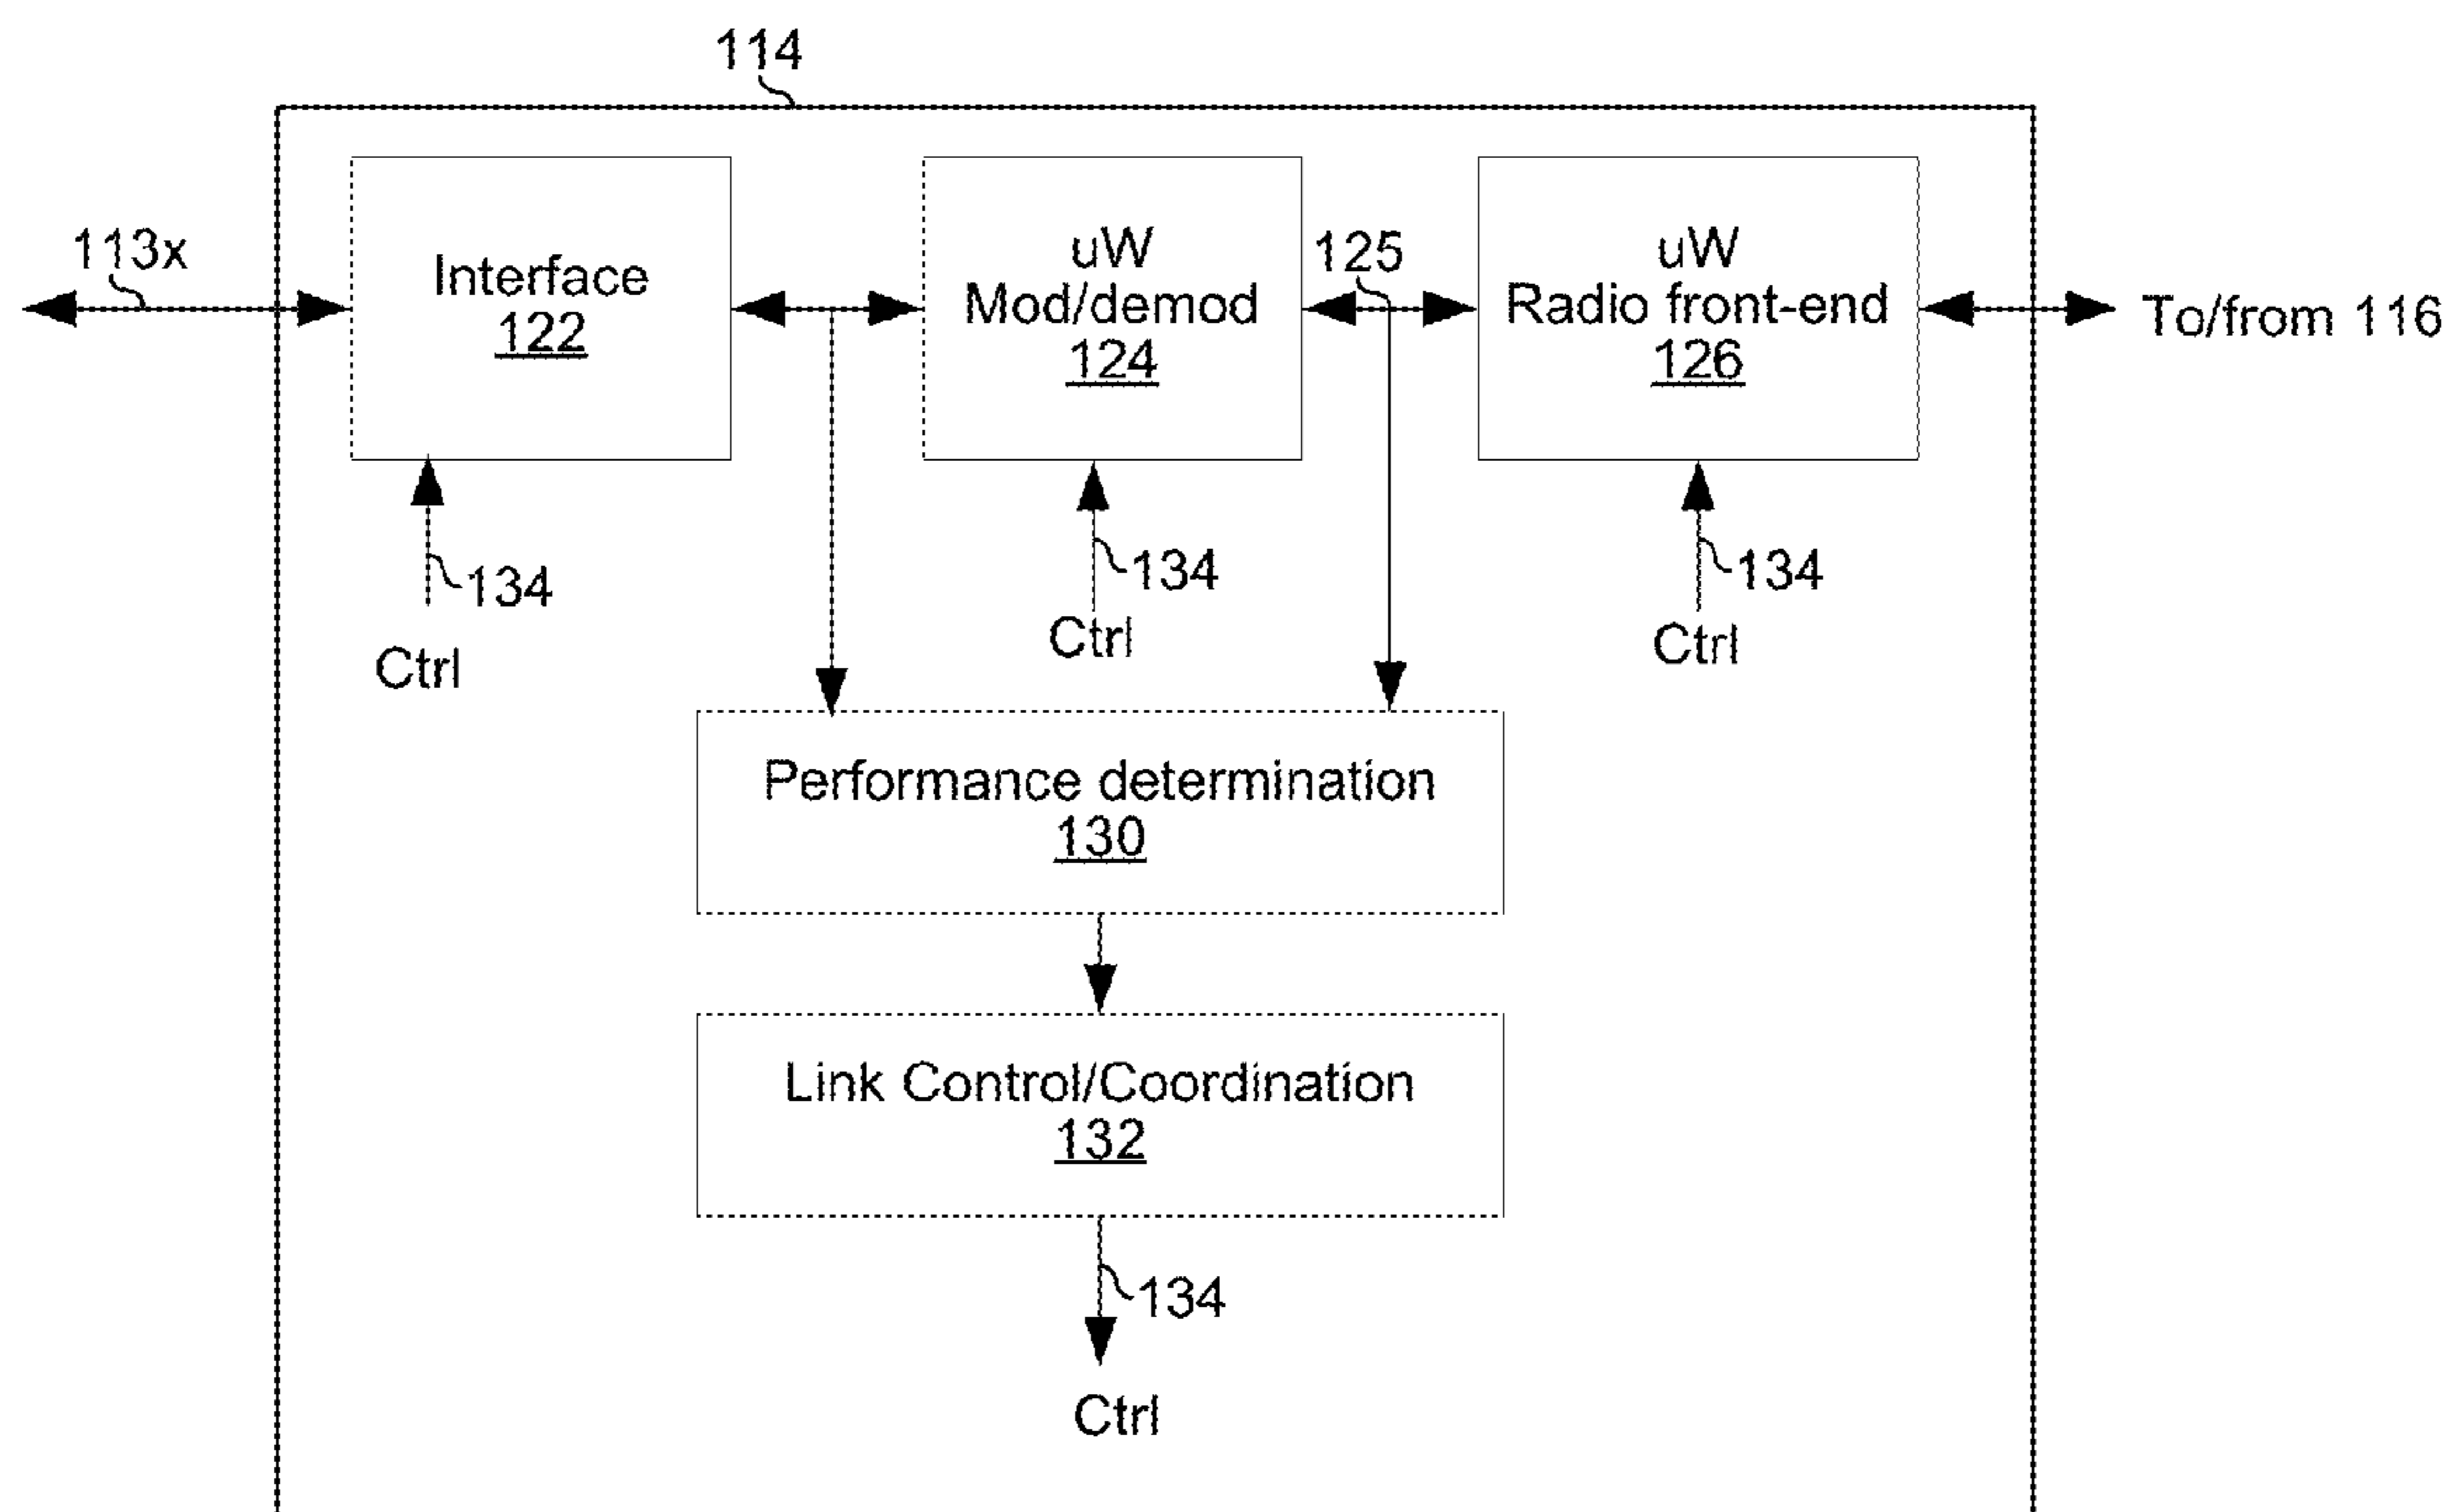 114
113x
Interface
122
uW
Mod/demod
124
125
uW
Radio front-end
126
To/from 116
134
Ctrl
134
Ctrl
134
Ctrl
Performance determination
130
Link Control/Coordination
132
134
Ctrl